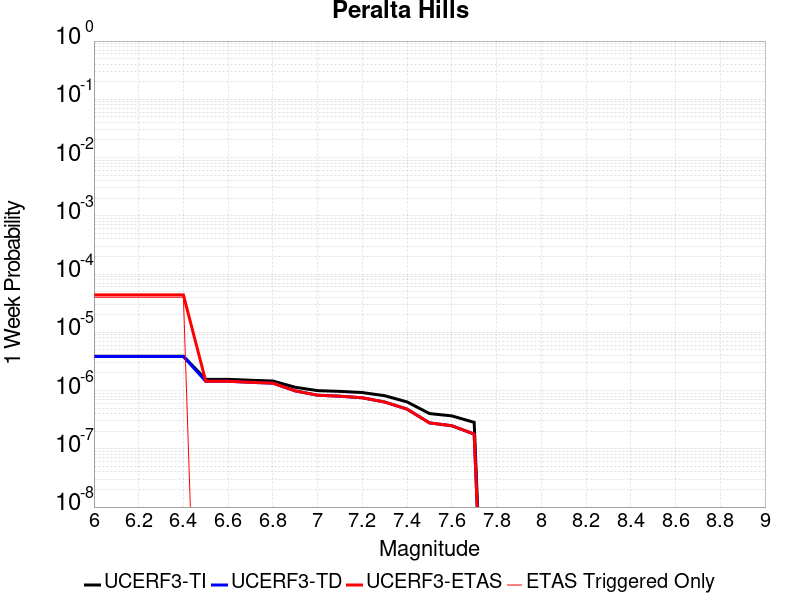 Peralta Hills
1 Week Probability
10^0
10^-1
10^-2
10^-3
10^-4
10^-5
10^-6
10^-7
10^-8
6 6.2 6.4 6.6 6.8 7 7.2 7.4 7.6 7.8 8 8.2 8.4 8.6 8.8 9
Magnitude
UCERF3-TI UCERF3-TD UCERF3-ETAS ETAS Triggered Only